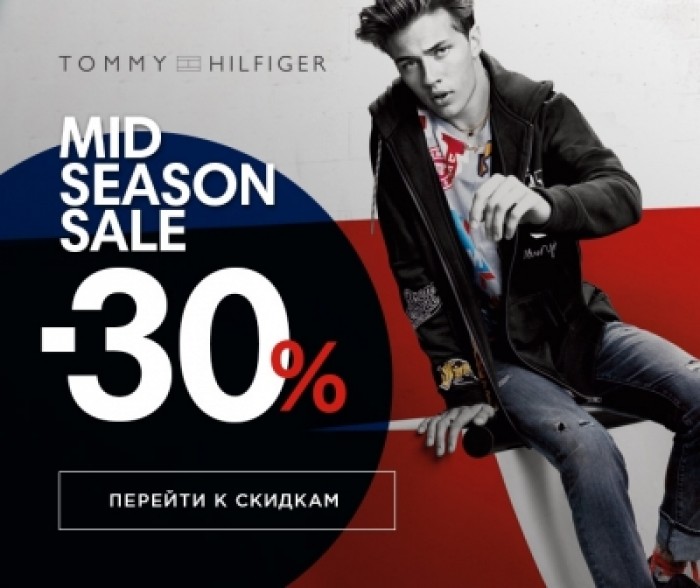 TOMMY HILFIGER
MID
SEASON
SALE
-30%
ПЕРЕЙТИ К СКИДКАМ